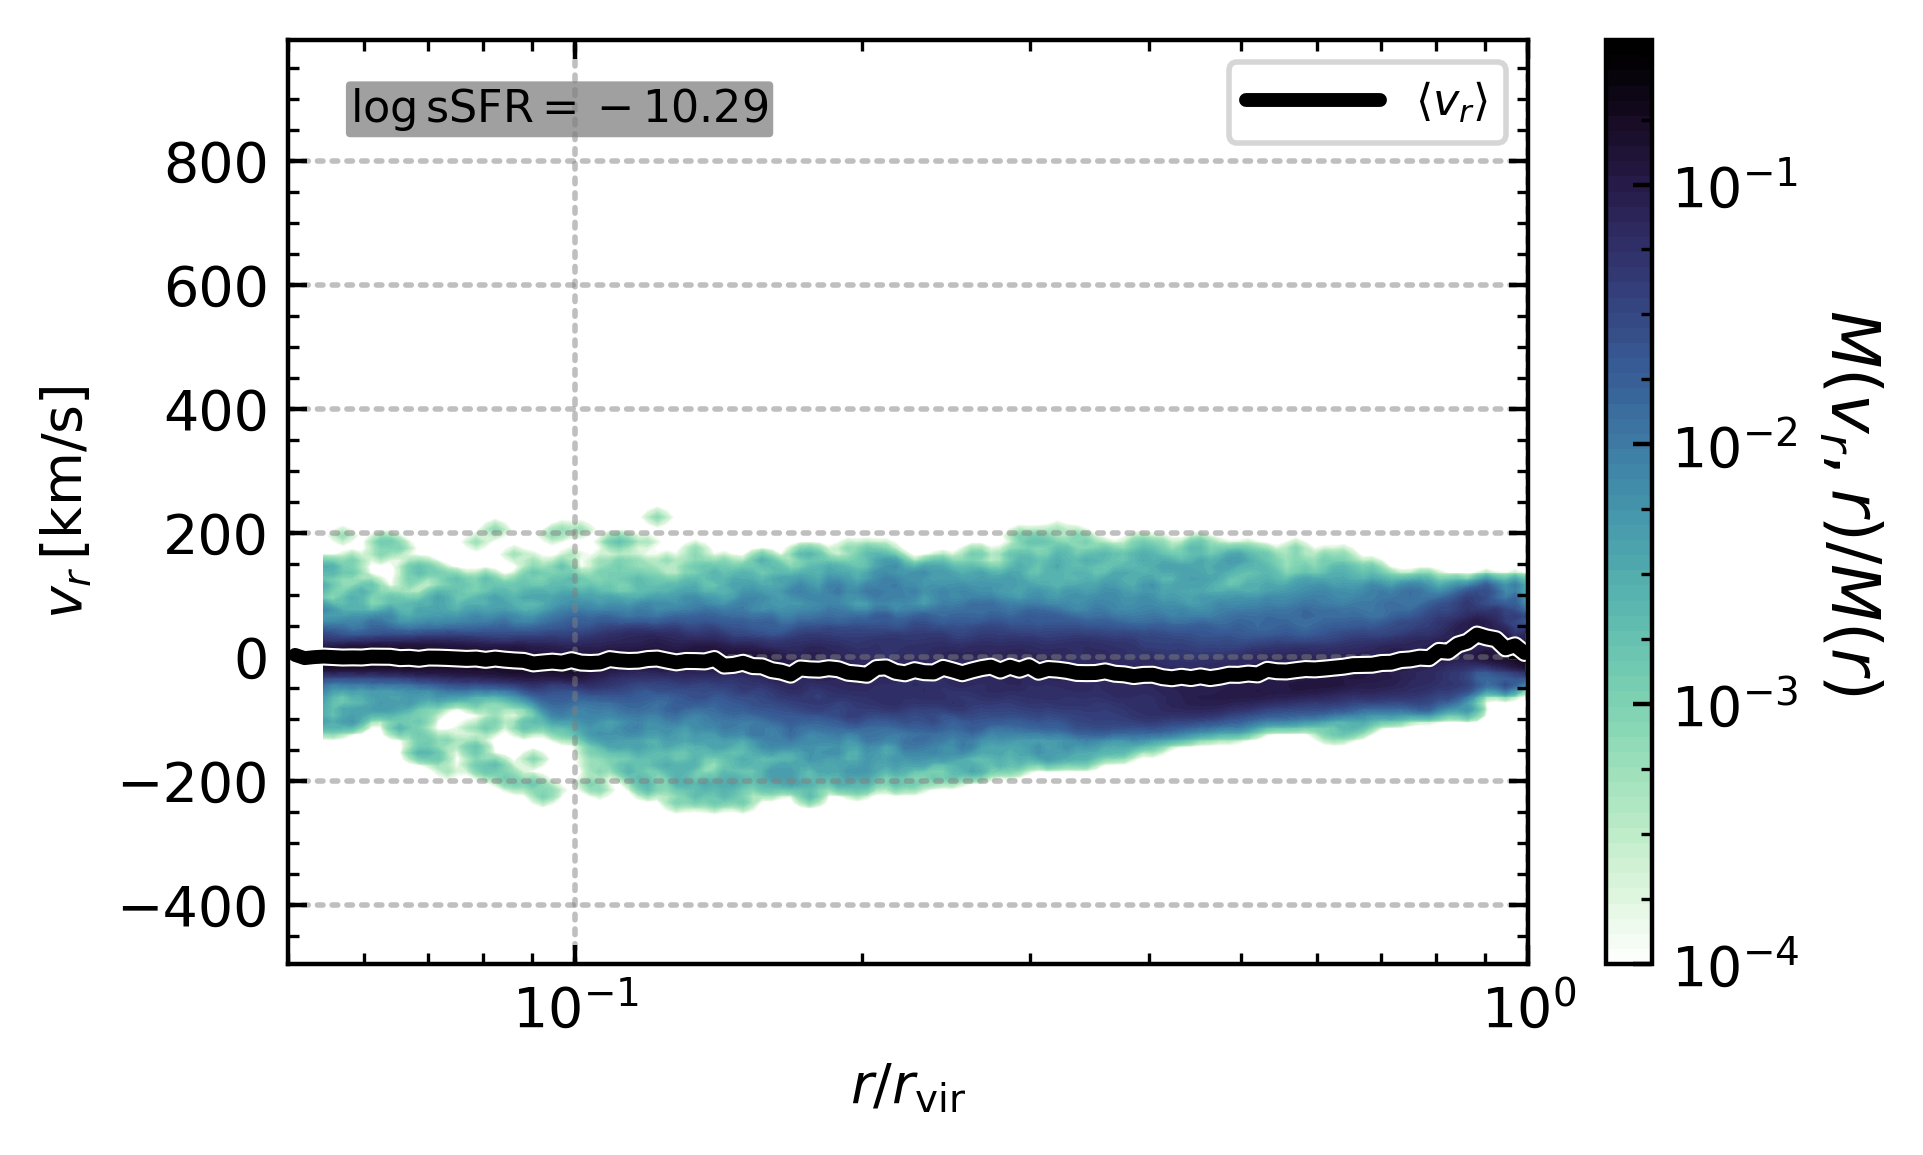 log sSFR = −10.29
⟨v_r⟩
800
600
400
200
0
−200
−400
v_r [km/s]
10^−1
10^0
r/r_vir
10^−1
10^−2
10^−3
10^−4
M(v_r, r)/M(r)